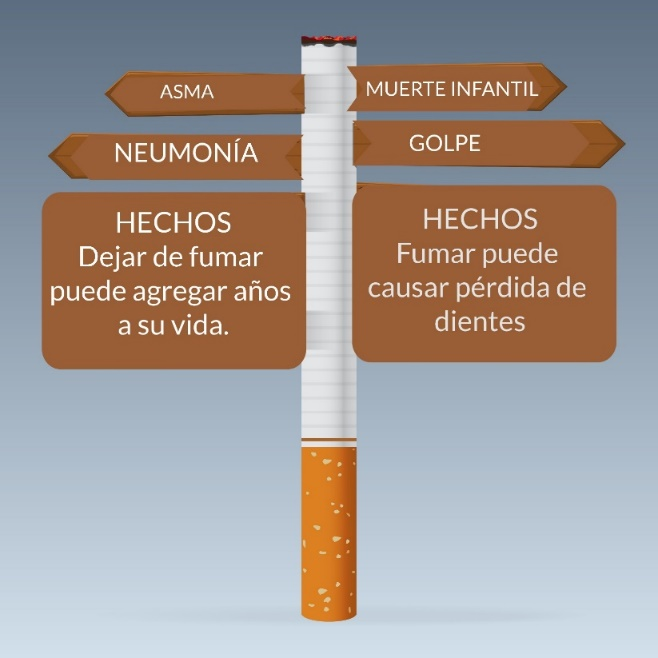 ASMA
MUERTE INFANTIL
NEUMONÍA
GOLPE
HECHOS
Dejar de fumar
puede agregar años
a su vida.
HECHOS
Fumar puede
causar pérdida de
dientes